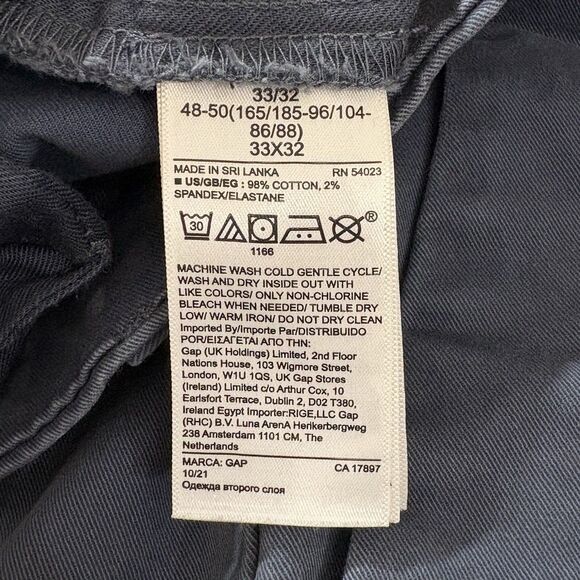 33/32
48-50(165/185-96/104-
86/88)
33X32
MADE IN SRI LANKA RN 54023
■ US/GB/EG : 98% COTTON, 2%
SPANDEX/ELASTANE
30 ®
1166
MACHINE WASH COLD GENTLE CYCLE/
WASH AND DRY INSIDE OUT WITH
LIKE COLORS/ ONLY NON-CHLORINE
BLEACH WHEN NEEDED/ TUMBLE DRY
LOW/ WARM IRON/ DO NOT DRY CLEAN
Imported By/Importe Par/DISTRIBUIDO
POR/ΕΙΣΑΓΕΤΑΙ ΑΠΟ ΤΗΝ:
Gap (UK Holdings) Limited, 2nd Floor
Nations House, 103 Wigmore Street,
London, W1U 1QS, UK Gap Stores
(Ireland) Limited c/o Arthur Cox, 10
Earlsfort Terrace, Dublin 2, D02 T380,
Ireland Egypt Importer:RIGE,LLC Gap
(RHC) B.V. Luna ArenA Herikerbergweg
238 Amsterdam 1101 CM, The
Netherlands
MARCA: GAP CA 17897
10/21
Одежда второго слоя